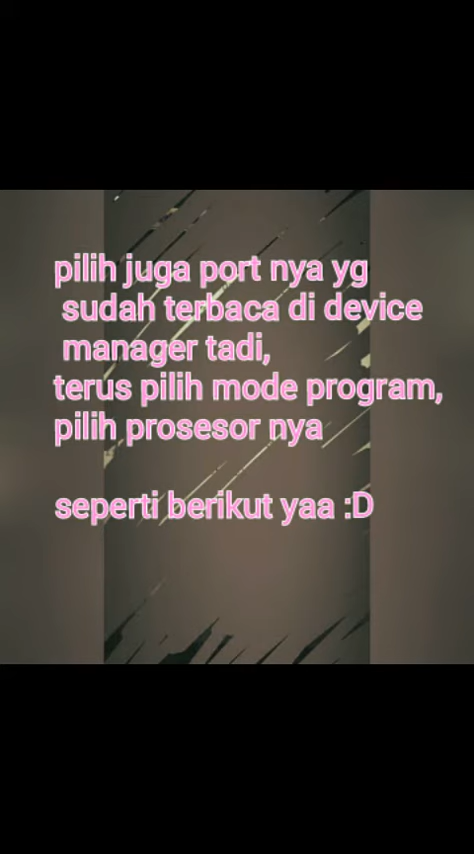 pilih juga port nya yg
sudah terbaca di device
manager tadi,
terus pilih mode program,
pilih prosesor nya
seperti berikut yaa :D